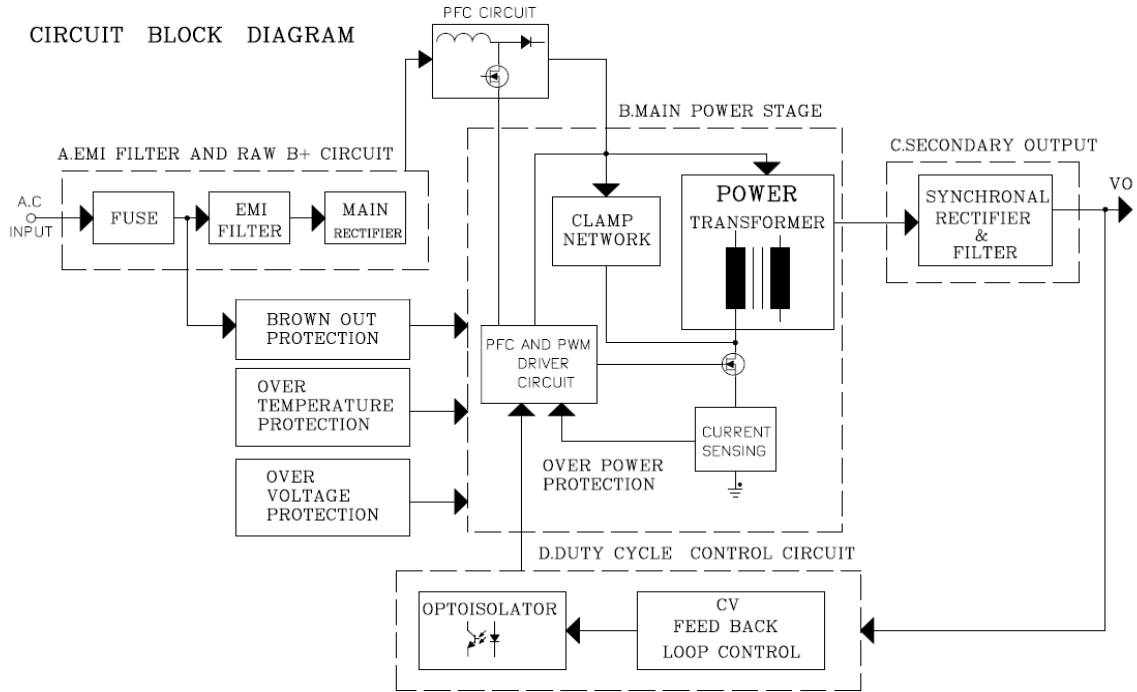 PFC CIRCUIT
CIRCUIT BLOCK DIAGRAM
B.MAIN POWER STAGE
A.EMI FILTER AND RAW B+ CIRCUIT
C.SECONDARY OUTPUT
A.C
INPUT
FUSE
EMI
FILTER
MAIN
RECTIFIER
CLAMP
NETWORK
POWER
TRANSFORMER
SYNCHRONAL
RECTIFIER
&
FILTER
VO
BROWN OUT
PROTECTION
PFC AND PWM
DRIVER
CIRCUIT
OVER
TEMPERATURE
PROTECTION
CURRENT
SENSING
OVER POWER
PROTECTION
OVER
VOLTAGE
PROTECTION
D.DUTY CYCLE CONTROL CIRCUIT
OPTOISOLATOR
CV
FEED BACK
LOOP CONTROL